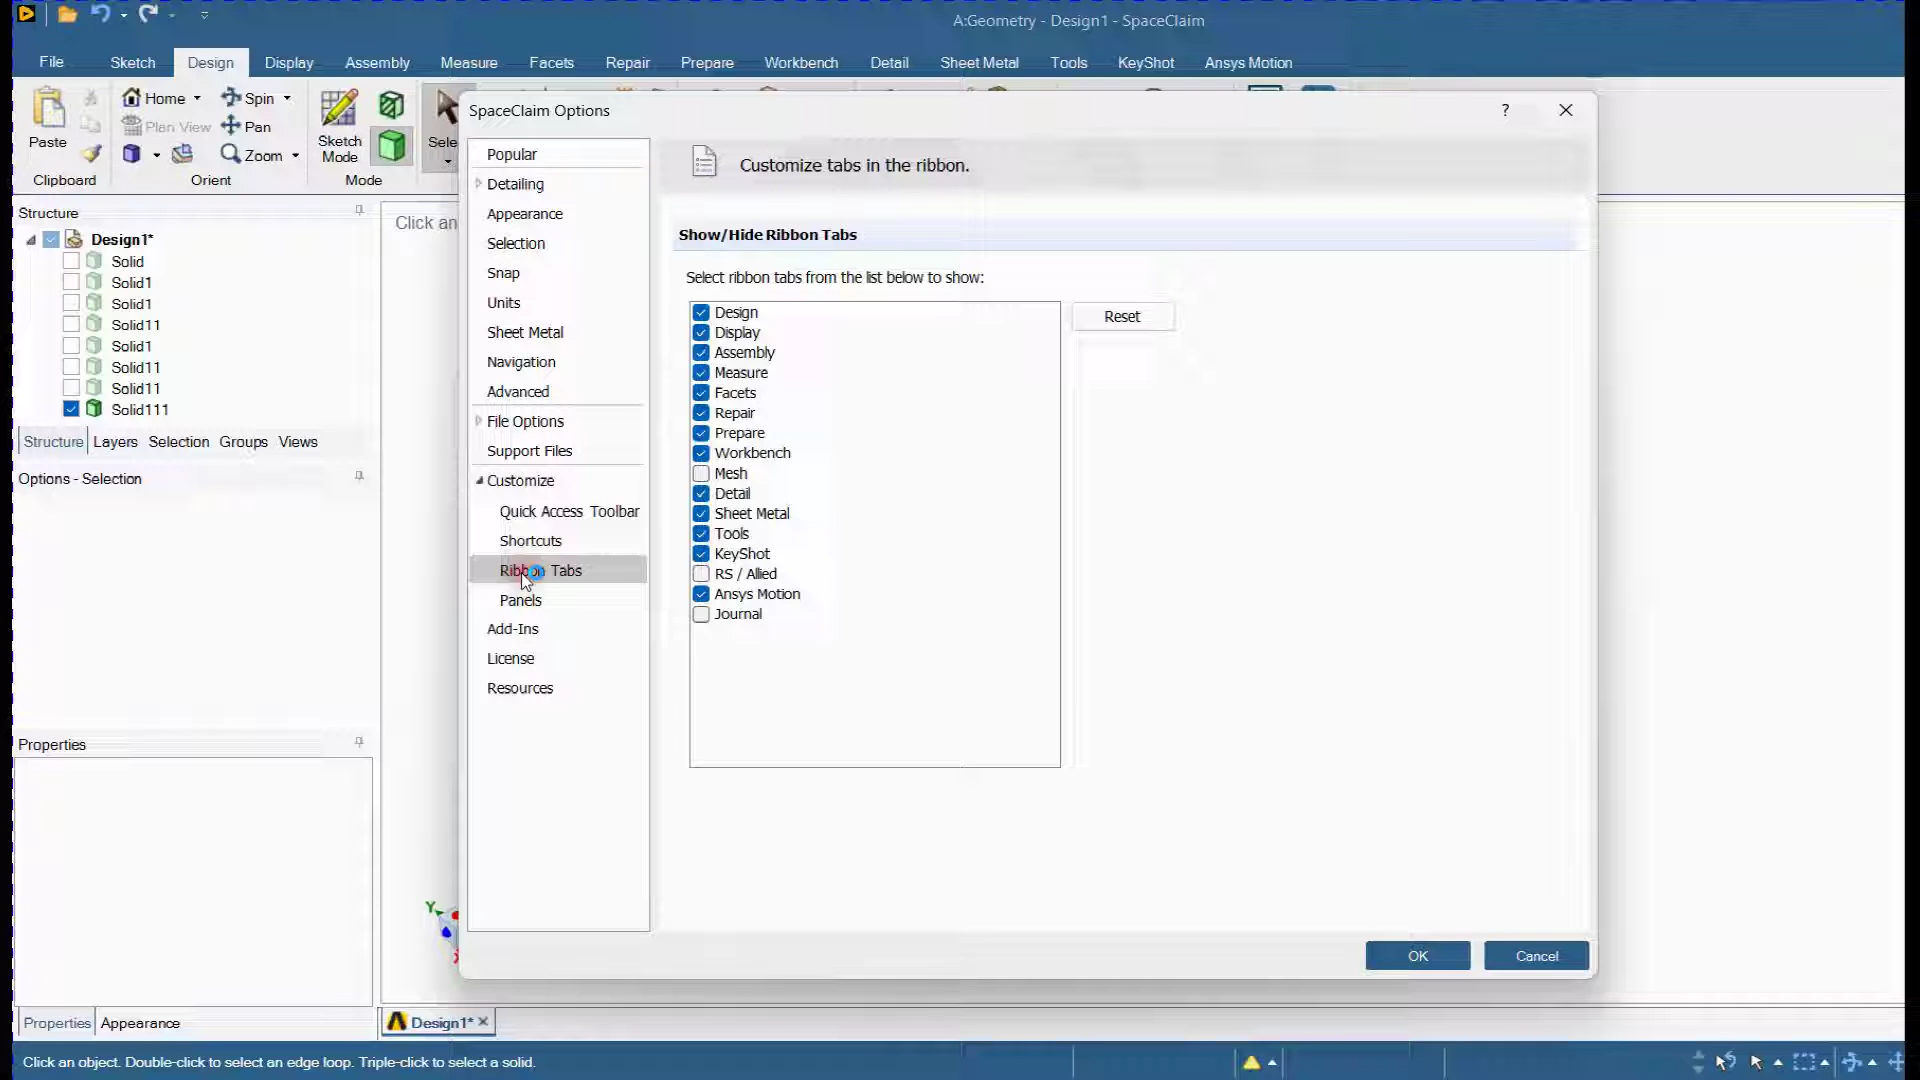 A:Geometry - Design1 - SpaceClaim
File Sketch Design Display Assembly Measure Facets Repair Prepare Workbench Detail Sheet Metal Tools KeyShot Ansys Motion
Paste
Clipboard
Home Spin
Plan View Pan
Zoom
Orient
Sketch Mode
Mode
Structure
Design1*
Solid
Solid1
Solid1
Solid11
Solid1
Solid11
Solid11
Solid111
Structure Layers Selection Groups Views
Options - Selection
Properties
Properties Appearance
Click an
SpaceClaim Options
?
Popular
Detailing
Appearance
Selection
Snap
Units
Sheet Metal
Navigation
Advanced
File Options
Support Files
Customize
Quick Access Toolbar
Shortcuts
Ribbon Tabs
Panels
Add-Ins
License
Resources
Customize tabs in the ribbon.
Show/Hide Ribbon Tabs
Select ribbon tabs from the list below to show:
Design
Display
Assembly
Measure
Facets
Repair
Prepare
Workbench
Mesh
Detail
Sheet Metal
Tools
KeyShot
RS / Allied
Ansys Motion
Journal
Reset
OK Cancel
Y
Design1*
Click an object. Double-click to select an edge loop. Triple-click to select a solid.